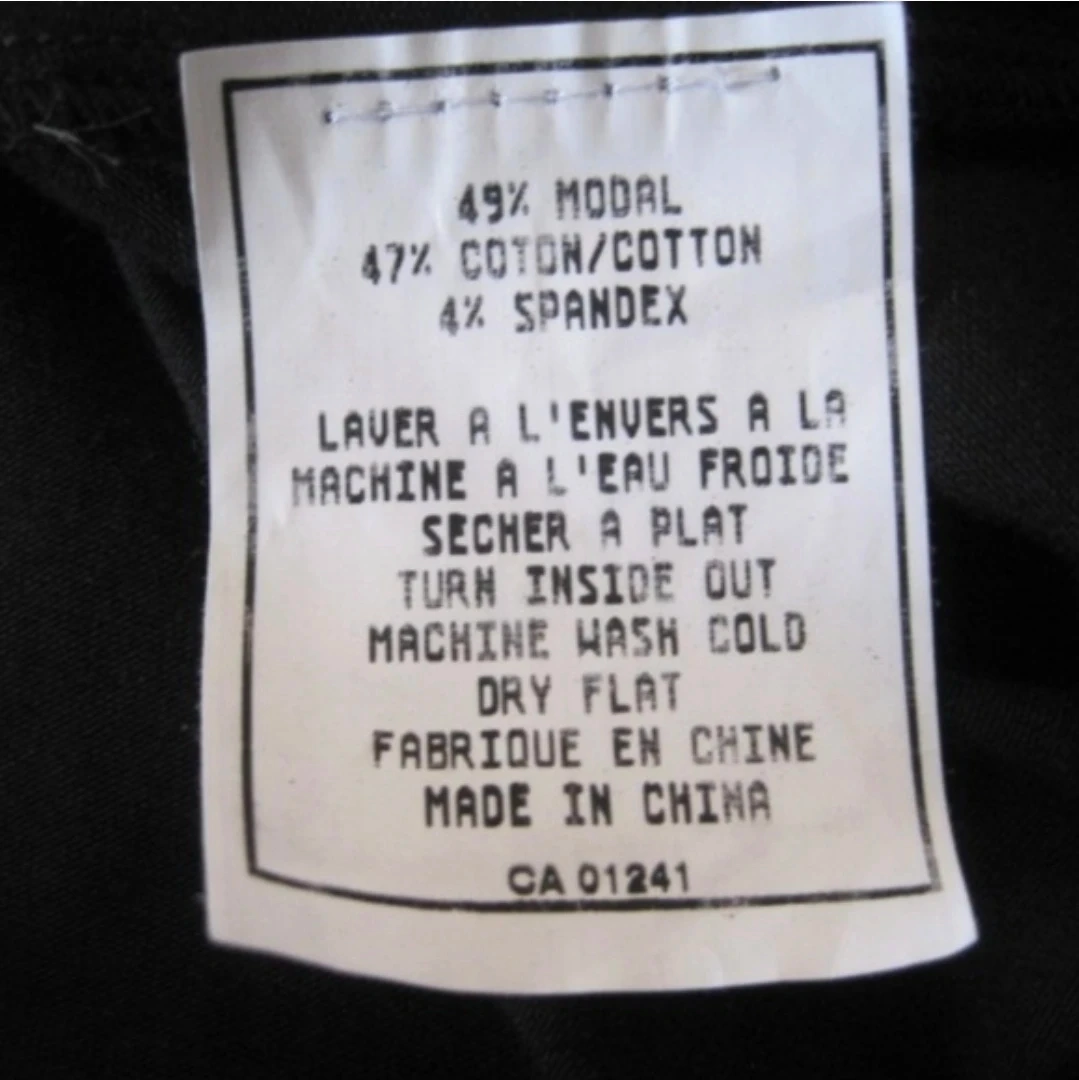 49% MODAL
47% COTON/COTTON
4% SPANDEX
LAVER A L'ENVERS A LA
MACHINE A L'EAU FROIDE
SECHER A PLAT
TURN INSIDE OUT
MACHINE WASH COLD
DRY FLAT
FABRIQUE EN CHINE
MADE IN CHINA
CA 01241